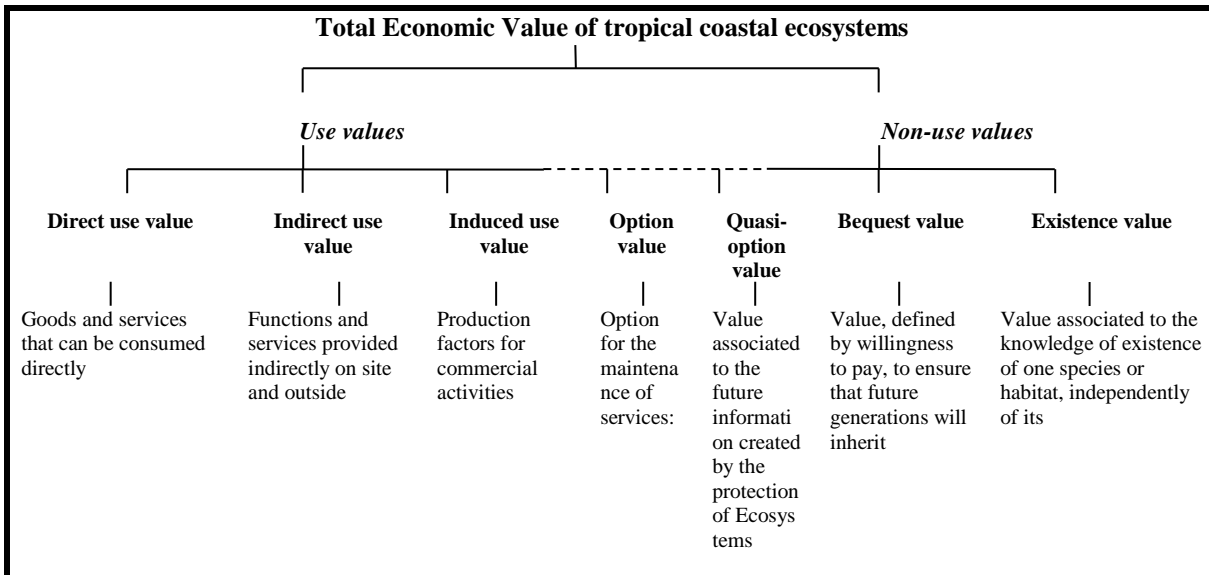 Total Economic Value of tropical coastal ecosystems
Use values
Non-use values
Direct use value
Indirect use
value
Induced use
value
Option
value
Quasi-
option
value
Bequest value
Existence value
Goods and services
that can be consumed
directly
Functions and
services provided
indirectly on site
and outside
Production
factors for
commercial
activities
Option
for the
maintena
nce of
services:
Value
associated
to the
future
informati
on created
by the
protection
of Ecosys
tems
Value, defined
by willingness
to pay, to ensure
that future
generations will
inherit
Value associated to the
knowledge of existence
of one species or
habitat, independently
of its